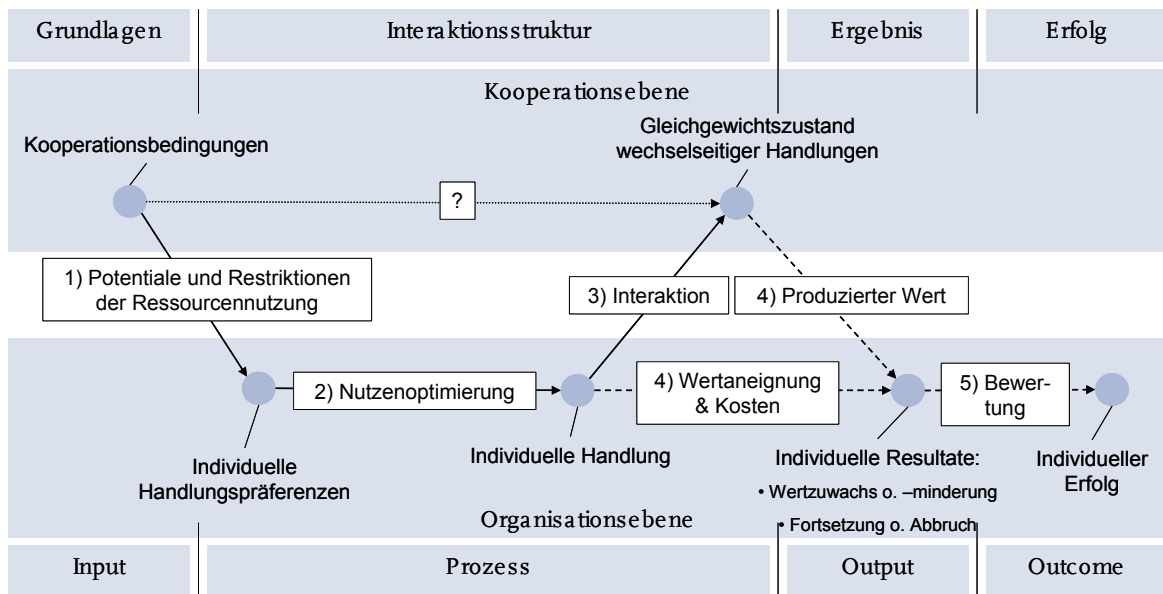 Grundlagen
Interaktionsstruktur
Ergebnis
Erfolg
Kooperationsebene
Kooperationsbedingungen
Gleichgewichtszustand
wechselseitiger Handlungen
?
1) Potentiale und Restriktionen
der Ressourcennutzung
3) Interaktion
4) Produzierter Wert
2) Nutzenoptimierung
4) Wertaneignung
& Kosten
5) Bewer-
tung
Individuelle
Handlungspräferenzen
Individuelle Handlung
Individuelle Resultate:
• Wertzuwachs o. –minderung
• Fortsetzung o. Abbruch
Individueller
Erfolg
Organisationsebene
Input
Prozess
Output
Outcome